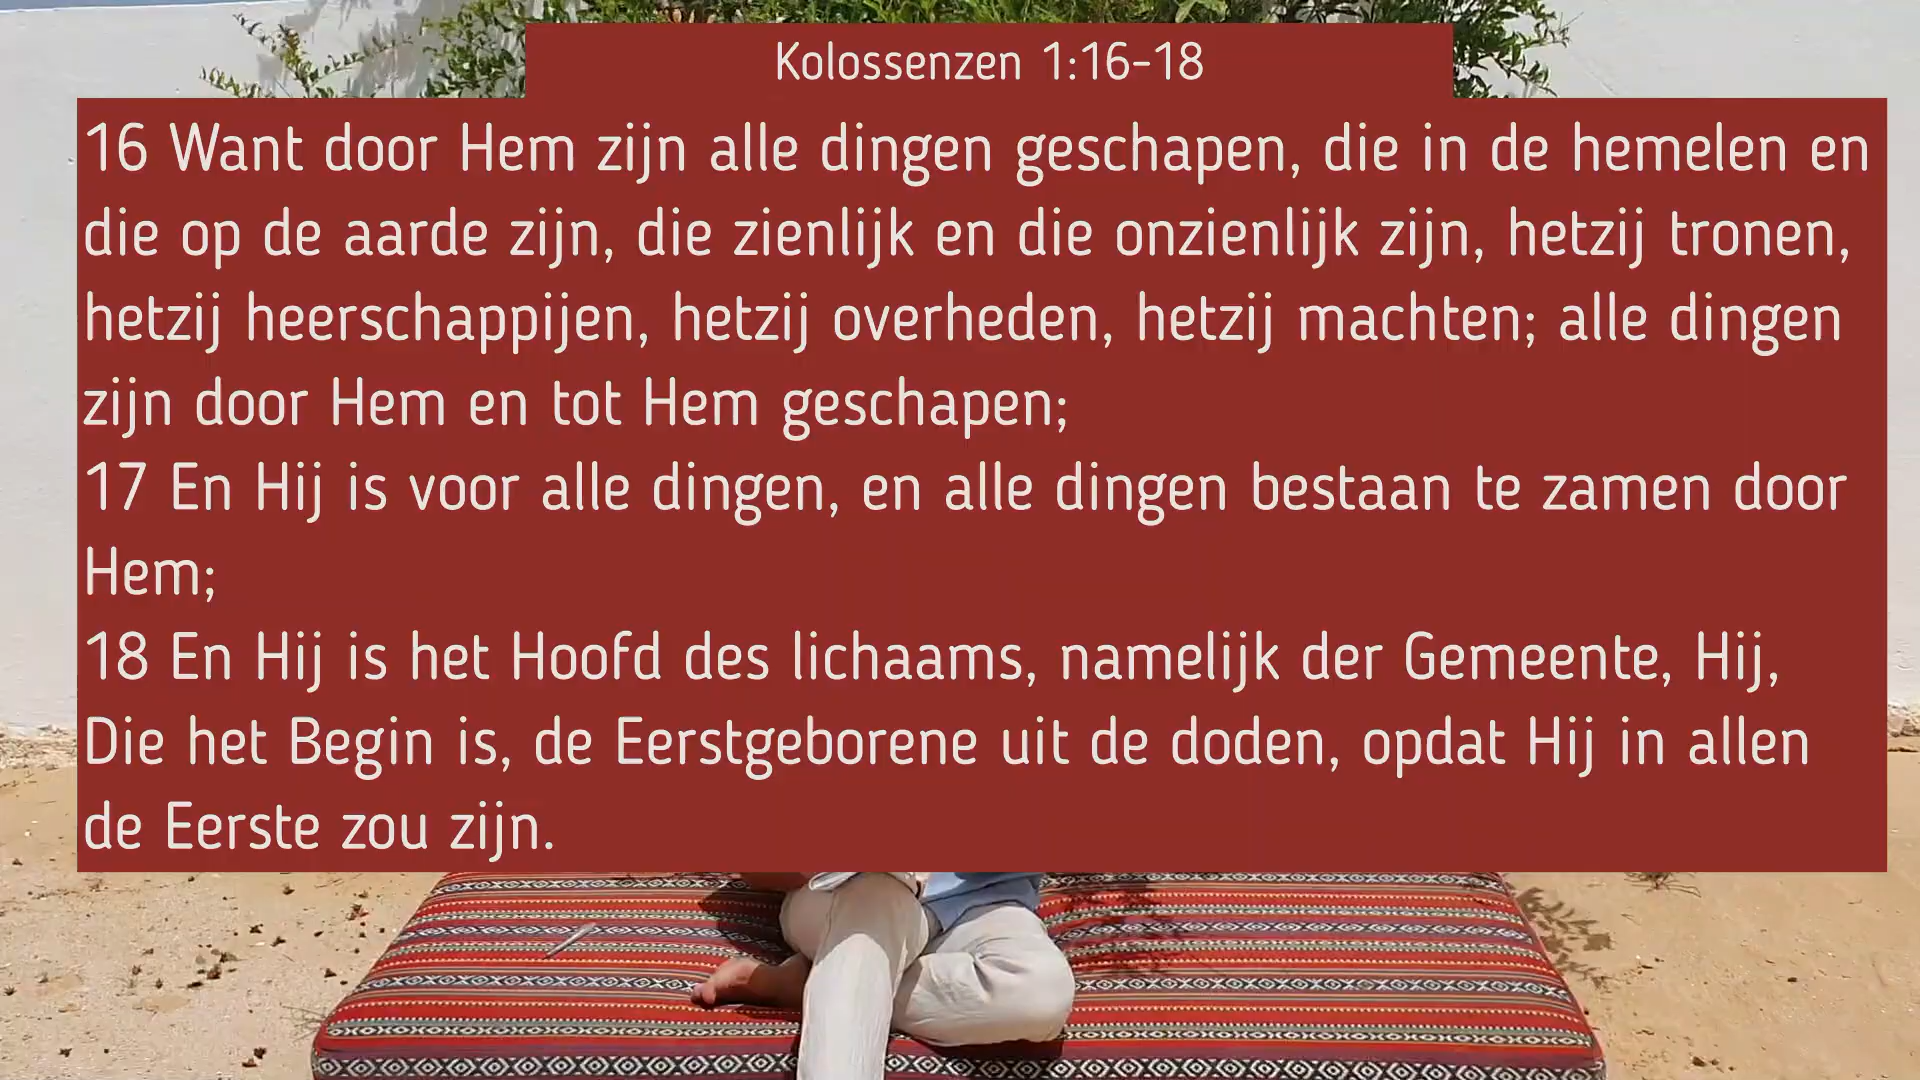 Kolossenzen 1:16-18
16 Want door Hem zijn alle dingen geschapen, die in de hemelen en
die op de aarde zijn, die zienlijk en die onzienlijk zijn, hetzij tronen,
hetzij heerschappijen, hetzij overheden, hetzij machten; alle dingen
zijn door Hem en tot Hem geschapen;
17 En Hij is voor alle dingen, en alle dingen bestaan te zamen door
Hem;
18 En Hij is het Hoofd des lichaams, namelijk der Gemeente, Hij,
Die het Begin is, de Eerstgeborene uit de doden, opdat Hij in allen
de Eerste zou zijn.